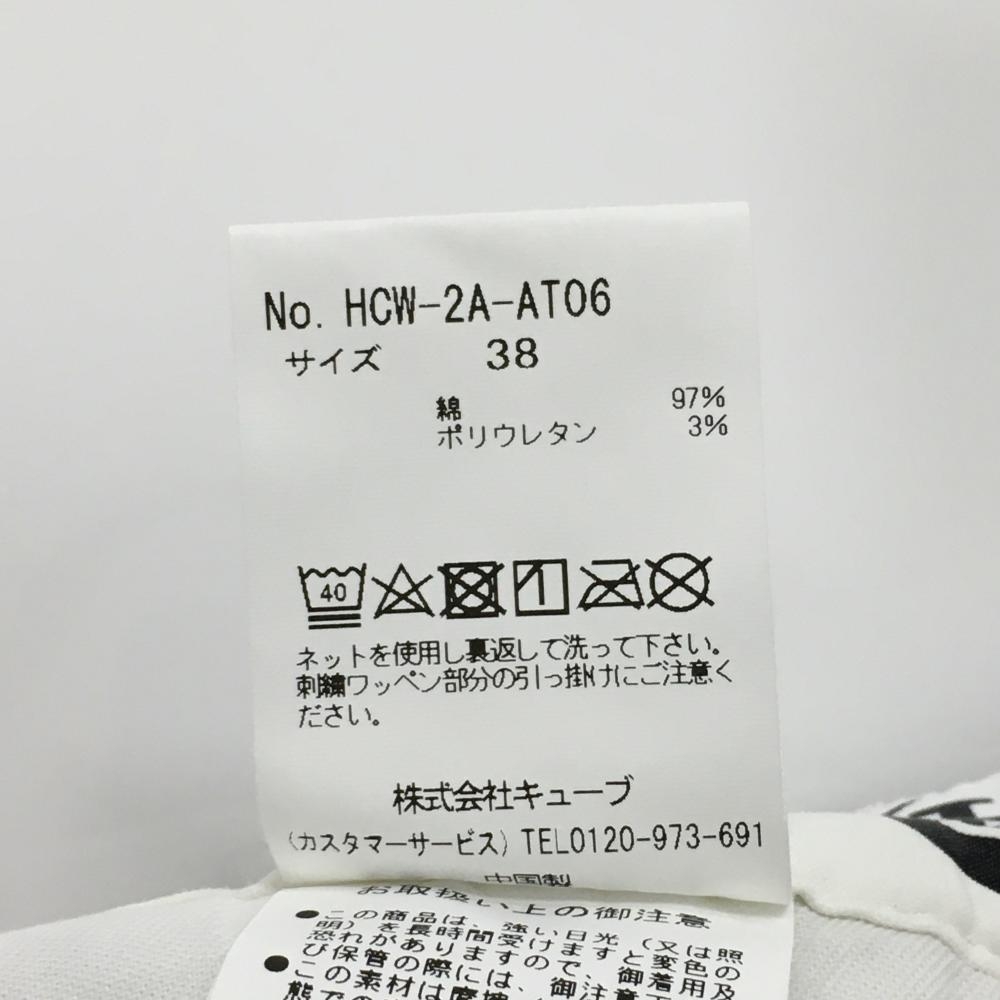 No. HCW-2A-AT06
サイズ 38
綿 97%
ポリウレタン 3%
40
ネットを使用し裏返して洗って下さい。
刺繍ワッペン部分の引っ掛けにご注意く
ださい。
株式会社キューブ
(カスタマーサービス) TEL0120-973-691
中国製
お取扱い上の御注意
●この商品は、強い日光(又は照
明)を長時間受けますと変色の
恐れがありますので、御着用及
び保管の際には、
●この素材は摩擦
態での